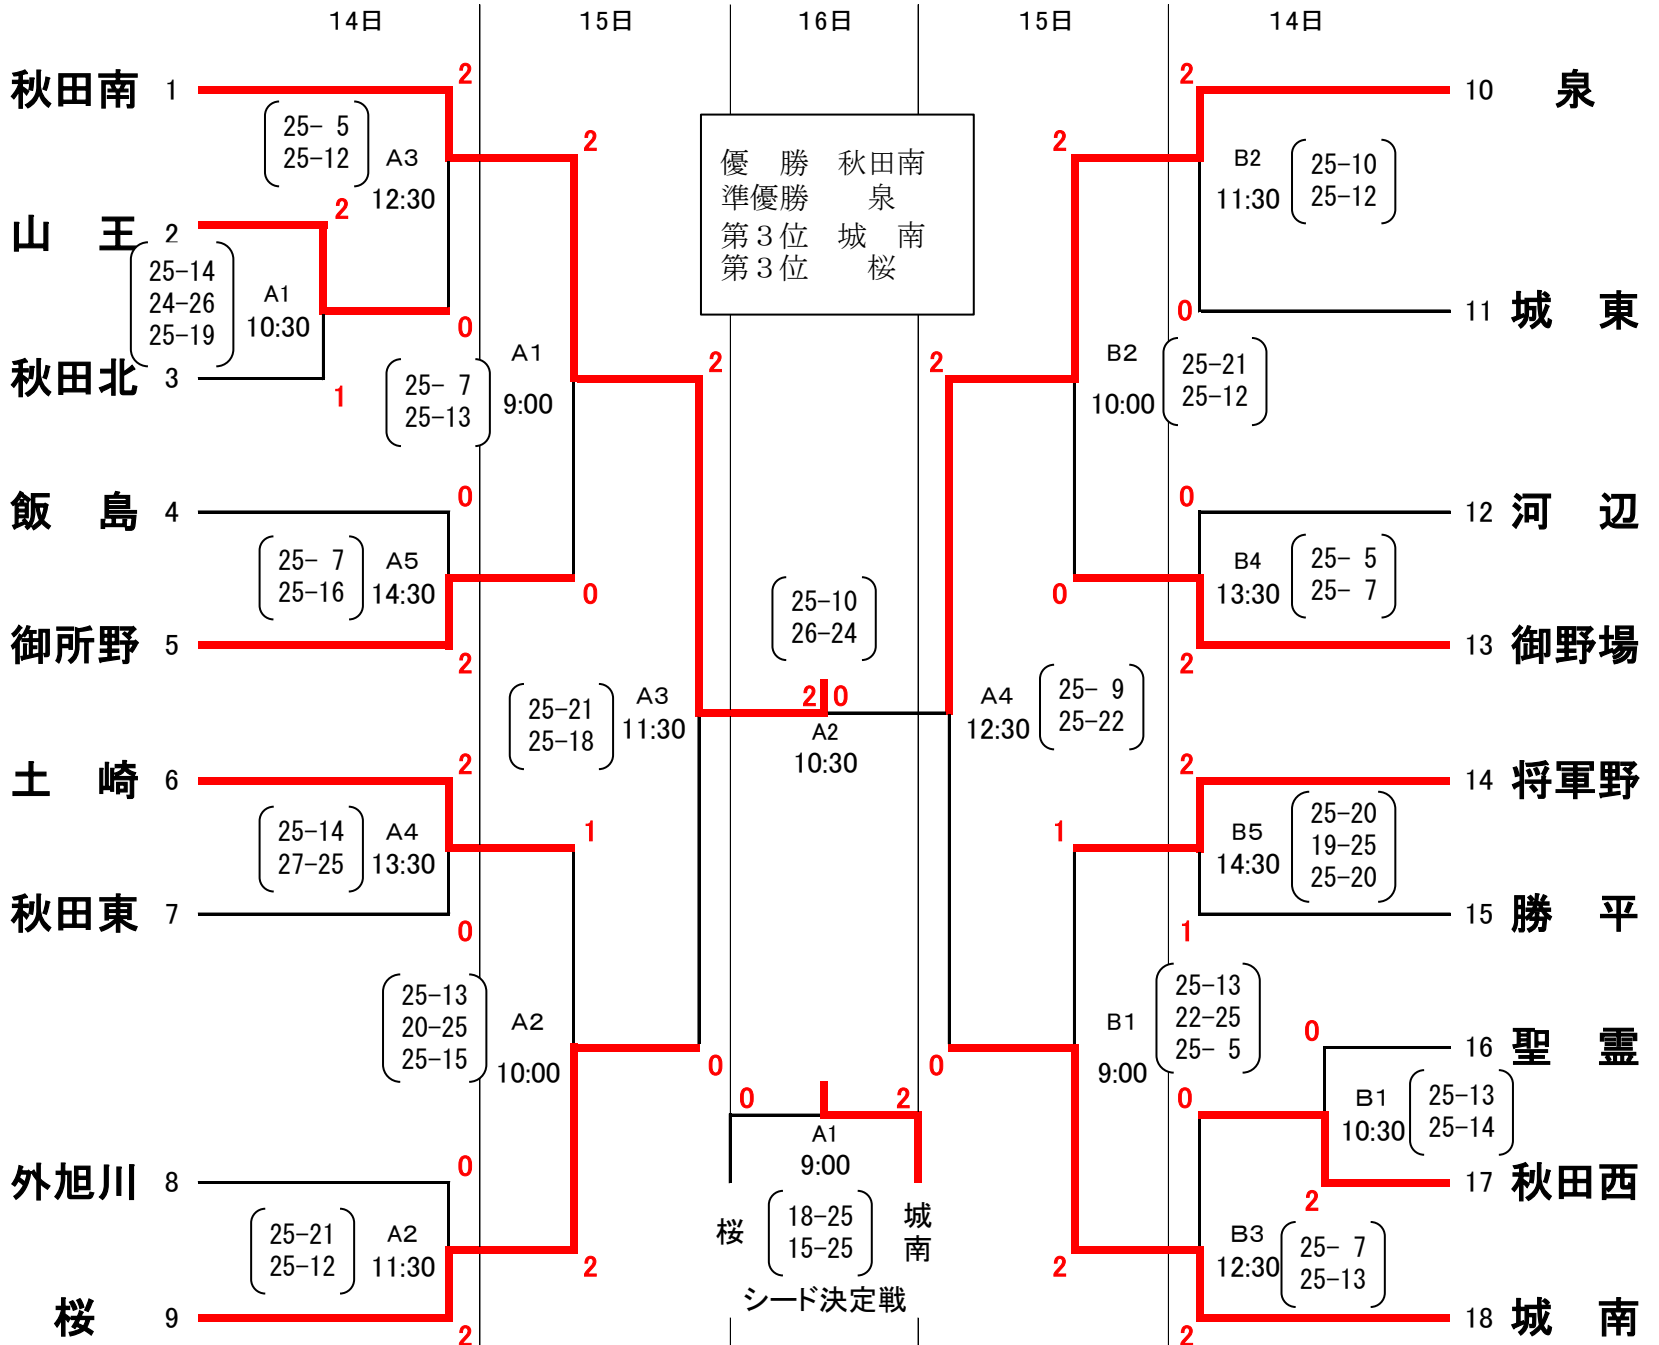 14日 15日 16日 15日 14日
秋田南 1
2
25- 5
25-12
A3
12:30
山　王 2
2
25-14
24-26
25-19
A1
10:30
0
秋田北 3
1
2
25- 7
25-13
A1
9:00
飯　島 4
0
25- 7
25-16
A5
14:30
御所野 5
2
0
土　崎 6
2
25-14
27-25
A4
13:30
秋田東 7
0
1
25-13
20-25
25-15
A2
10:00
外旭川 8
0
25-21
25-12
A2
11:30
桜 9
2
2
2
25-21
25-18
A3
11:30
0
優　勝　秋田南
準優勝　　泉
第３位　城　南
第３位　　桜
25-10
26-24
2 0
A2
10:30
0 2
A1
9:00
桜
18-25
15-25
城南
シード決定戦
2
A4
12:30
25- 9
25-22
0
10 泉
2
B2
11:30
25-10
25-12
11 城　東
0
2
B2
10:00
25-21
25-12
12 河　辺
0
B4
13:30
25- 5
25- 7
13 御野場
2
0
14 将軍野
2
B5
14:30
25-20
19-25
25-20
15 勝　平
1
1
B1
9:00
25-13
22-25
25- 5
16 聖　霊
0
B1
10:30
25-13
25-14
17 秋田西
2
0
B3
12:30
25- 7
25-13
18 城　南
2
2